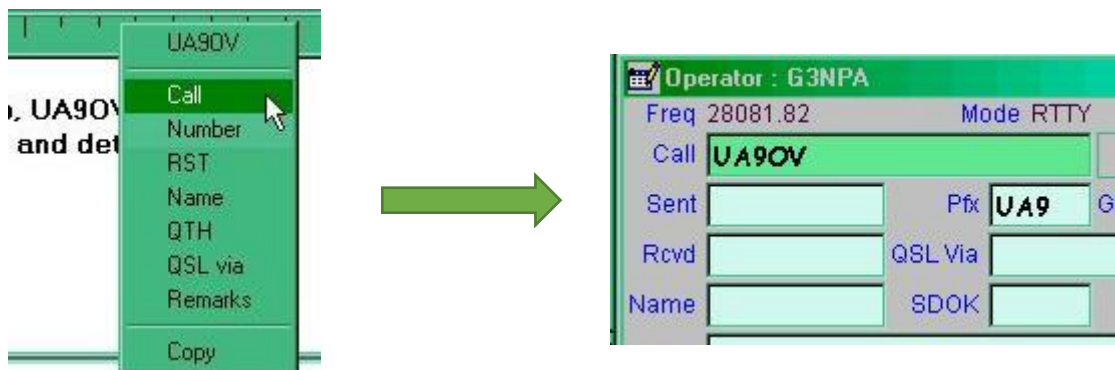 UA9OV
, UA9OV
and det
Call
Number
RST
Name
QTH
QSL via
Remarks
Copy
Operator : G3NPA
Freq 28081.82 Mode RTTY
Call UA9OV
Sent Pfx UA9 G
Rcvd QSL Via
Name SDOK